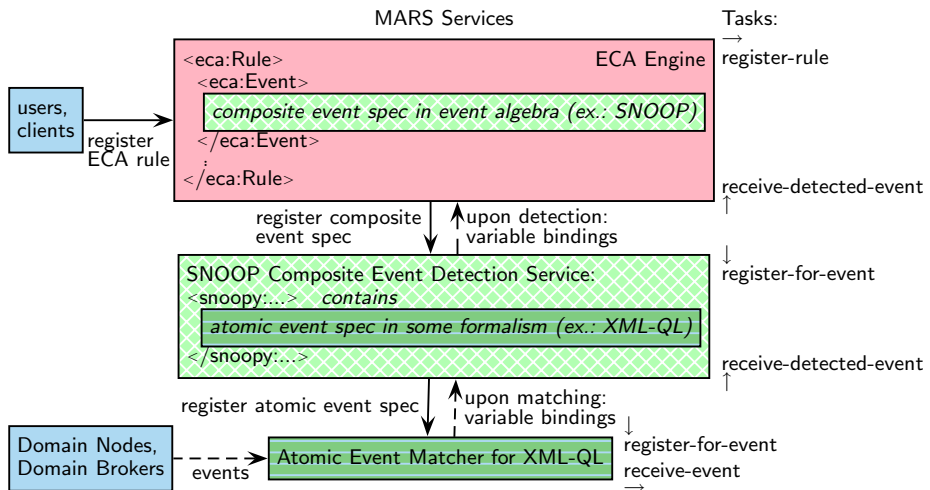 MARS Services
Tasks:
→
<eca:Rule>
ECA Engine
register-rule
<eca:Event>
composite event spec in event algebra (ex.: SNOOP)
</eca:Event>
:
</eca:Rule>
users,
clients
register
ECA rule
receive-detected-event
↑
register composite
event spec
upon detection:
variable bindings
↓
register-for-event
SNOOP Composite Event Detection Service:
<snoopy:...> contains
atomic event spec in some formalism (ex.: XML-QL)
</snoopy:...>
receive-detected-event
↑
register atomic event spec
upon matching:
variable bindings
Domain Nodes,
Domain Brokers
events
Atomic Event Matcher for XML-QL
↓
register-for-event
receive-event
→